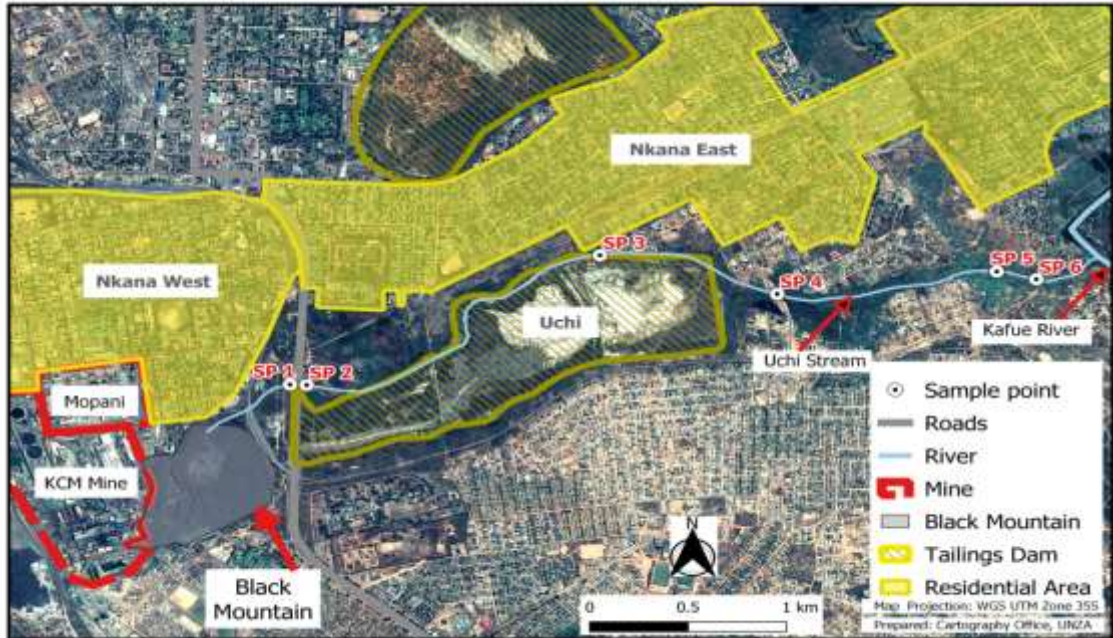 Nkana East
SP 3
Nkana West
SP 5
SP 6
SP 4
Uchi
Kafue River
Uchi Stream
SP 1
SP 2
Mopani
KCM Mine
Black
Mountain
N
0 0.5 1 km
Sample point
Roads
River
Mine
Black Mountain
Tailings Dam
Residential Area
Map Projection: WGS UTM Zone 35S
Prepared: Cartography Office, UNZA